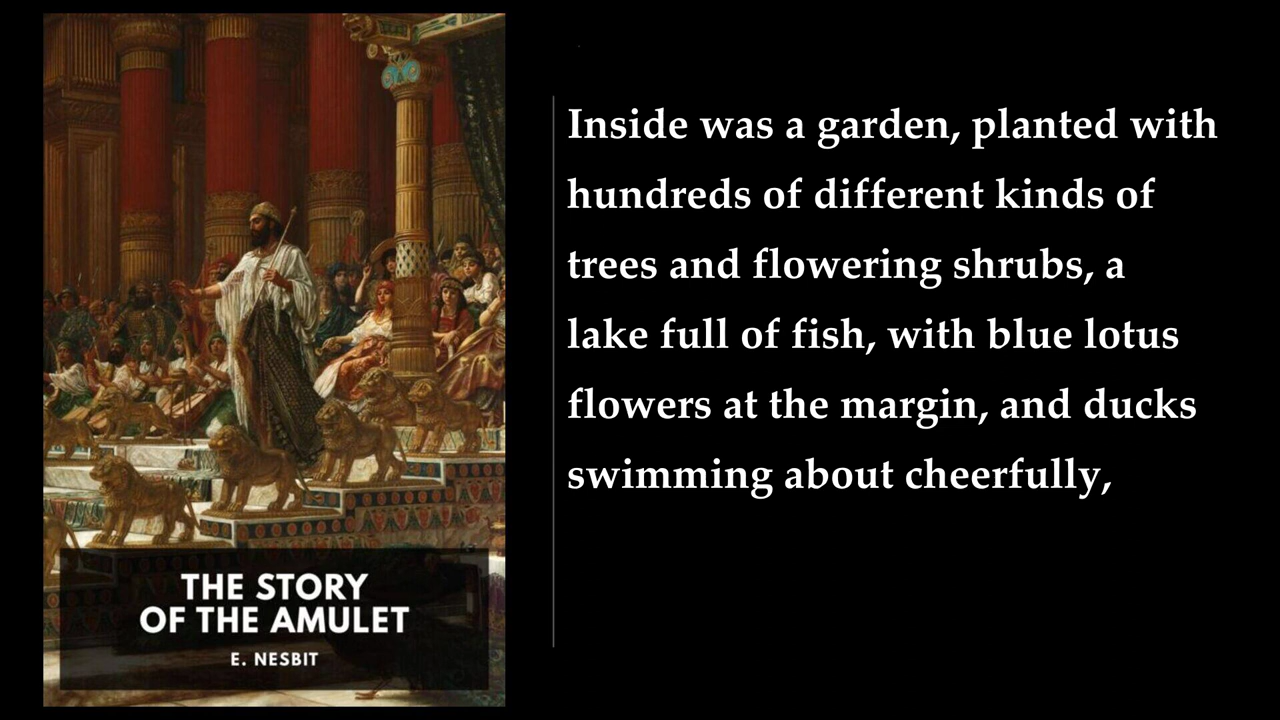 THE STORY
OF THE AMULET
E. NESBIT
Inside was a garden, planted with
hundreds of different kinds of
trees and flowering shrubs, a
lake full of fish, with blue lotus
flowers at the margin, and ducks
swimming about cheerfully,